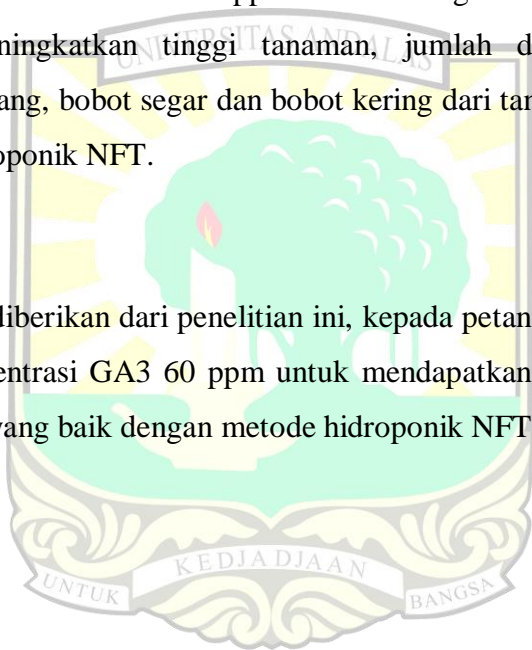 pp
ningkatkan tinggi tanaman, jumlah d
UNIVERSITAS ANDALAS
ang, bobot segar dan bobot kering dari tan
oponik NFT.
diberikan dari penelitian ini, kepada petan
entrasi GA3 60 ppm untuk mendapatkan
yang baik dengan metode hidroponik NFT
UNTUK KEDJADJAAN BANGSA